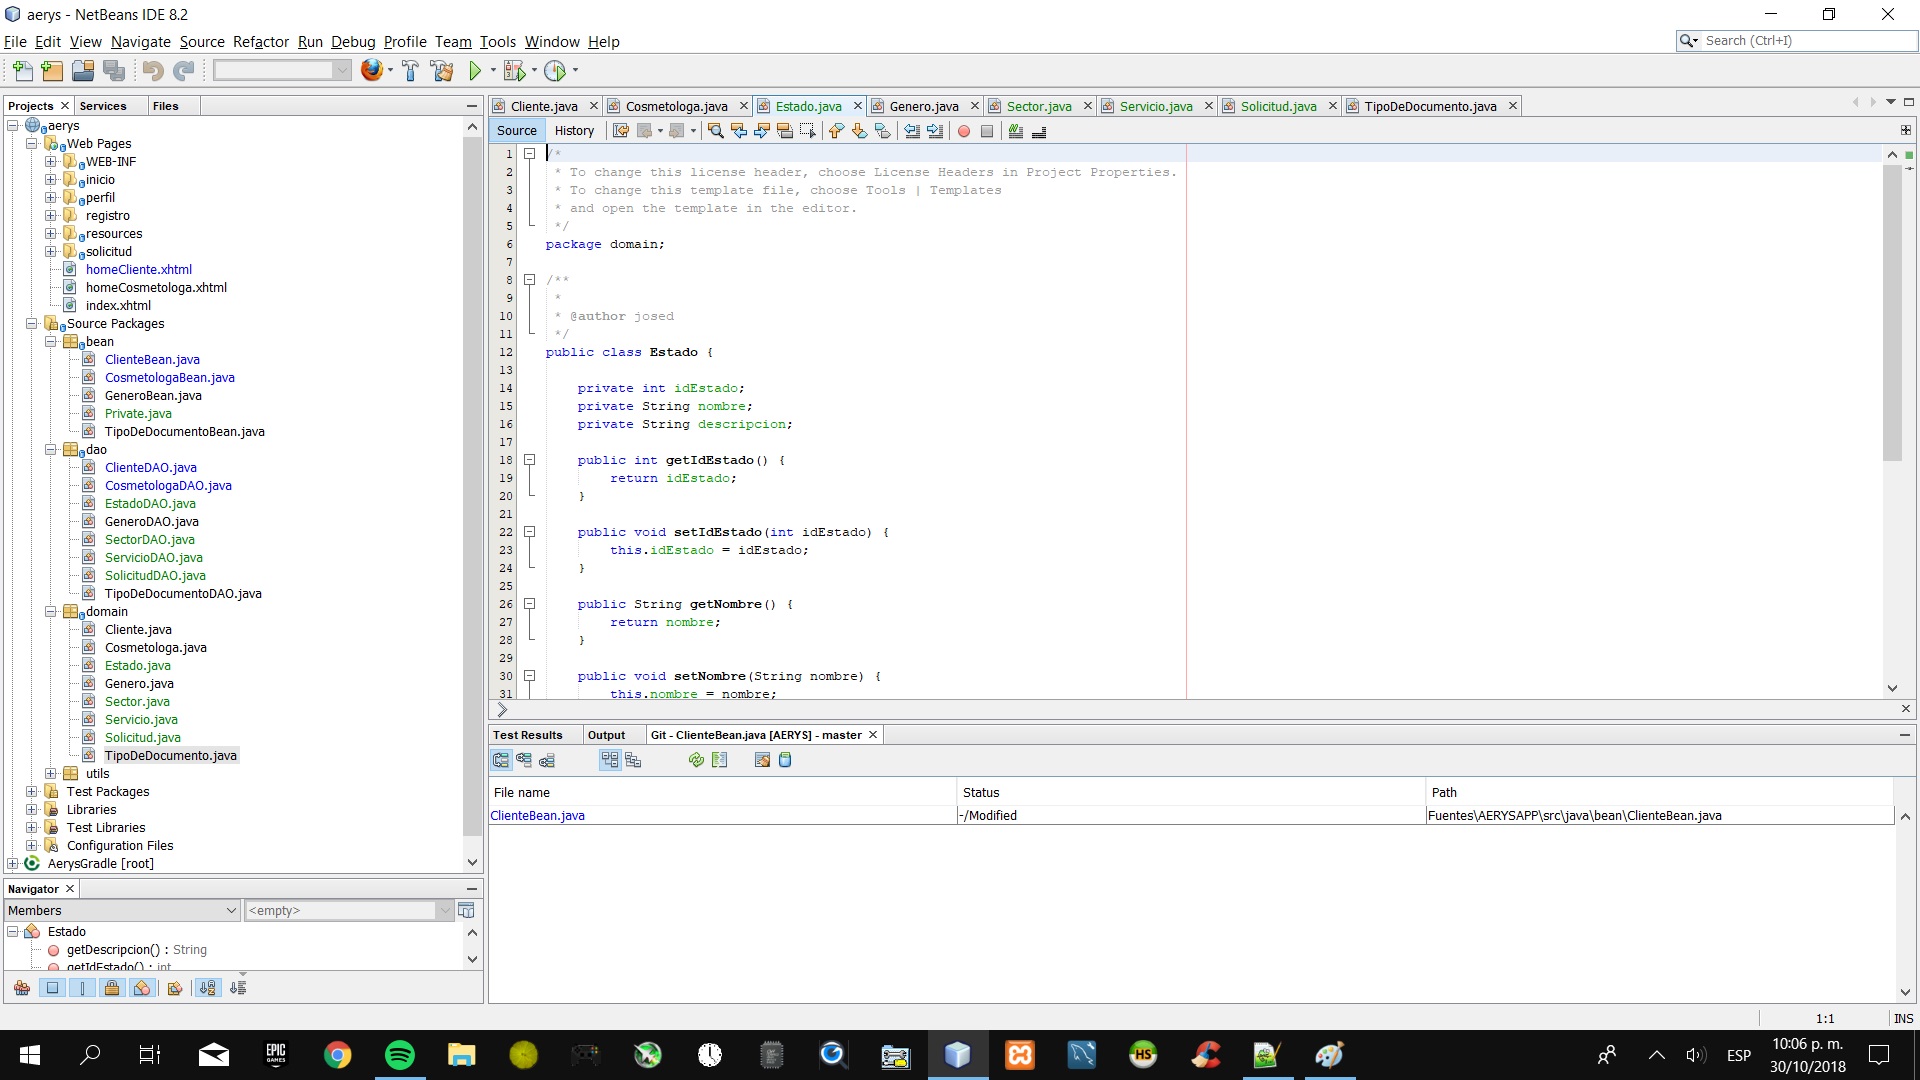 aerys - NetBeans IDE 8.2
File Edit View Navigate Source Refactor Run Debug Profile Team Tools Window Help
Search (Ctrl+I)
Projects Services Files
aerys
Web Pages
WEB-INF
inicio
perfil
registro
resources
solicitud
homeCliente.xhtml
homeCosmetologa.xhtml
index.xhtml
Source Packages
bean
ClienteBean.java
CosmetologaBean.java
GeneroBean.java
Private.java
TipoDeDocumentoBean.java
dao
ClienteDAO.java
CosmetologaDAO.java
EstadoDAO.java
GeneroDAO.java
SectorDAO.java
ServicioDAO.java
SolicitudDAO.java
TipoDeDocumentoDAO.java
domain
Cliente.java
Cosmetologa.java
Estado.java
Genero.java
Sector.java
Servicio.java
Solicitud.java
TipoDeDocumento.java
utils
Test Packages
Libraries
Test Libraries
Configuration Files
AerysGradle [root]
Navigator
Members
<empty>
Estado
getDescripcion() : String
getIdEstado() : int
Cliente.java Cosmetologa.java Estado.java Genero.java Sector.java Servicio.java Solicitud.java TipoDeDocumento.java
Source History
1 /*
2 * To change this license header, choose License Headers in Project Properties.
3 * To change this template file, choose Tools | Templates
4 * and open the template in the editor.
5 */
6 package domain;
7
8 /**
9 *
10 * @author josed
11 */
12 public class Estado {
13
14 private int idEstado;
15 private String nombre;
16 private String descripcion;
17
18 public int getIdEstado() {
19 return idEstado;
20 }
21
22 public void setIdEstado(int idEstado) {
23 this.idEstado = idEstado;
24 }
25
26 public String getNombre() {
27 return nombre;
28 }
29
30 public void setNombre(String nombre) {
31 this.nombre = nombre;
Test Results Output Git - ClienteBean.java [AERYS] - master
File name Status Path
ClienteBean.java -/Modified Fuentes\AERYSAPP\src\java\bean\ClienteBean.java
1:1 INS
EPIC GAMES
HS
ESP
10:06 p. m.
30/10/2018